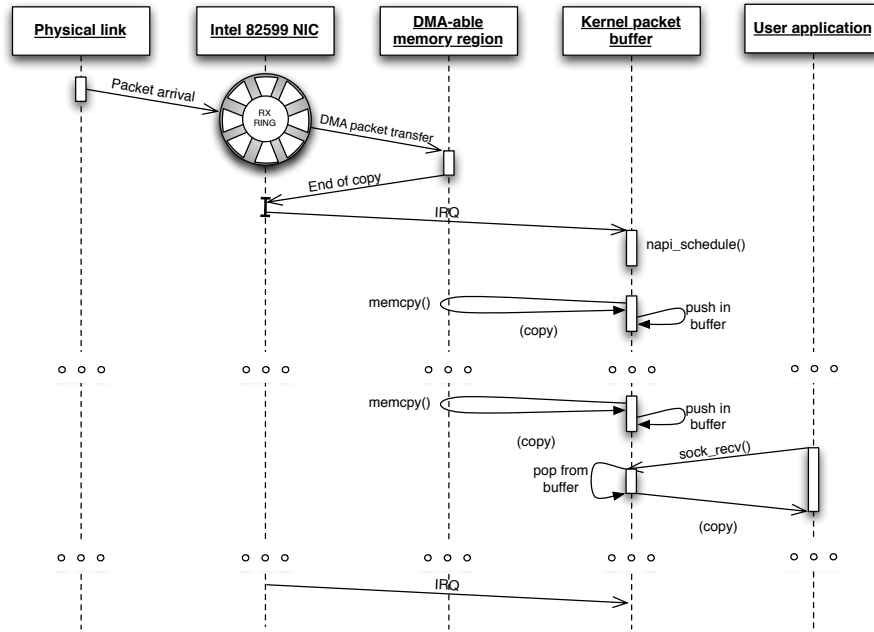 Physical link
Intel 82599 NIC
DMA-able
memory region
Kernel packet
buffer
User application
Packet arrival
RX
RING
DMA packet transfer
End of copy
IRQ
napi_schedule()
memcpy()
(copy)
push in
buffer
memcpy()
(copy)
push in
buffer
sock_recv()
pop from
buffer
(copy)
IRQ